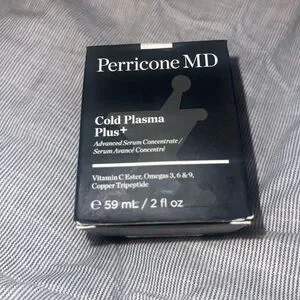 Perricone MD
Cold Plasma
Plus+
Advanced Serum Concentrate /
Sérum Avancé Concentré
Vitamin C Ester, Omegas 3, 6 & 9,
Copper Tripeptide
℮ 59 mL / 2 fl oz